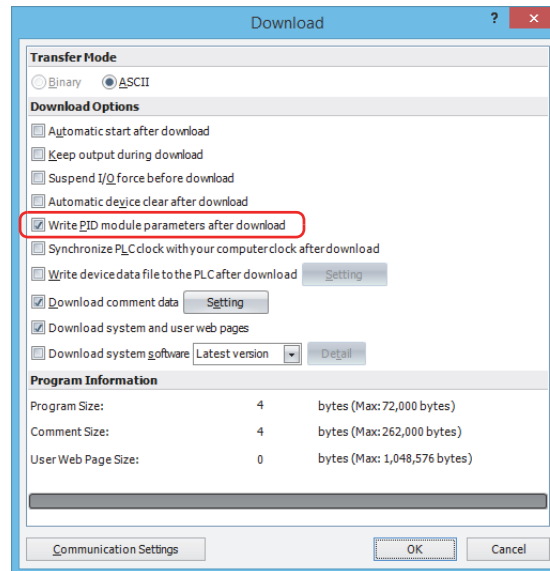 Download
?
×
Transfer Mode
Binary ASCII
Download Options
Automatic start after download
Keep output during download
Suspend I/O force before download
Automatic device clear after download
Write PID module parameters after download
Synchronize PLC clock with your computer clock after download
Write device data file to the PLC after download Setting
Download comment data Setting
Download system and user web pages
Download system software Latest version Detail
Program Information
Program Size: 4 bytes (Max: 72,000 bytes)
Comment Size: 4 bytes (Max: 262,000 bytes)
User Web Page Size: 0 bytes (Max: 1,048,576 bytes)
Communication Settings OK Cancel